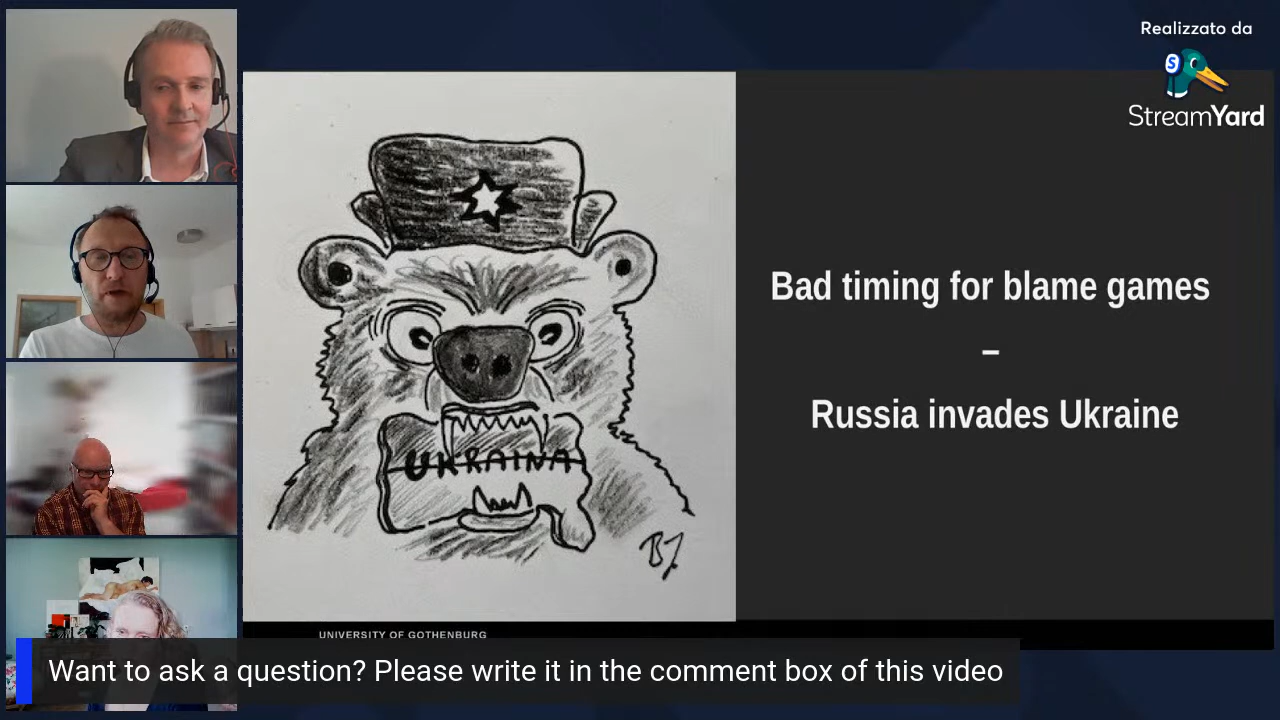 Realizzato da
StreamYard
UKRAINA
BJ
Bad timing for blame games
–
Russia invades Ukraine
UNIVERSITY OF GOTHENBURG
Want to ask a question? Please write it in the comment box of this video